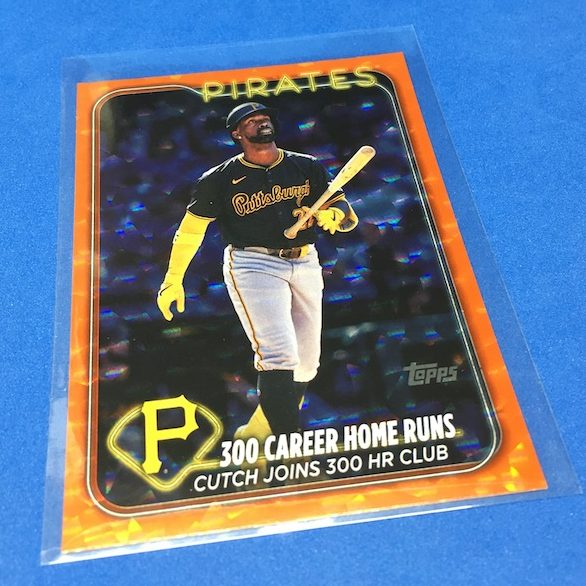 PIRATES
Pittsburgh
topps
P
300 CAREER HOME RUNS
CUTCH JOINS 300 HR CLUB